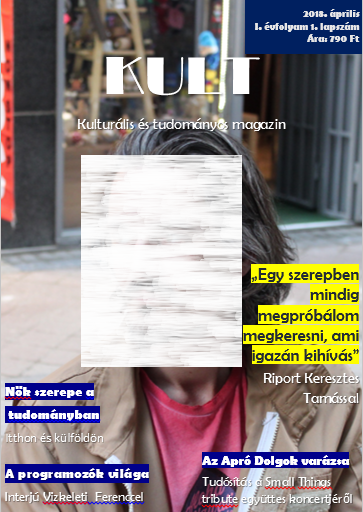 2018. április
I. évfolyam 1. lapszám
Ára: 790 Ft
KULT
Kulturális és tudományos magazin
„Egy szerepben
mindig
megpróbálom
megkeresni, ami
igazán kihívás”
Riport Keresztes
Tamással
Nők szerepe a
tudományban
Itthon és külföldön
A programozók világa
Interjú Vizkeleti Ferenccel
Az Apró Dolgok varázsa
Tudósítás a Small Things
tribute együttes koncertjéről